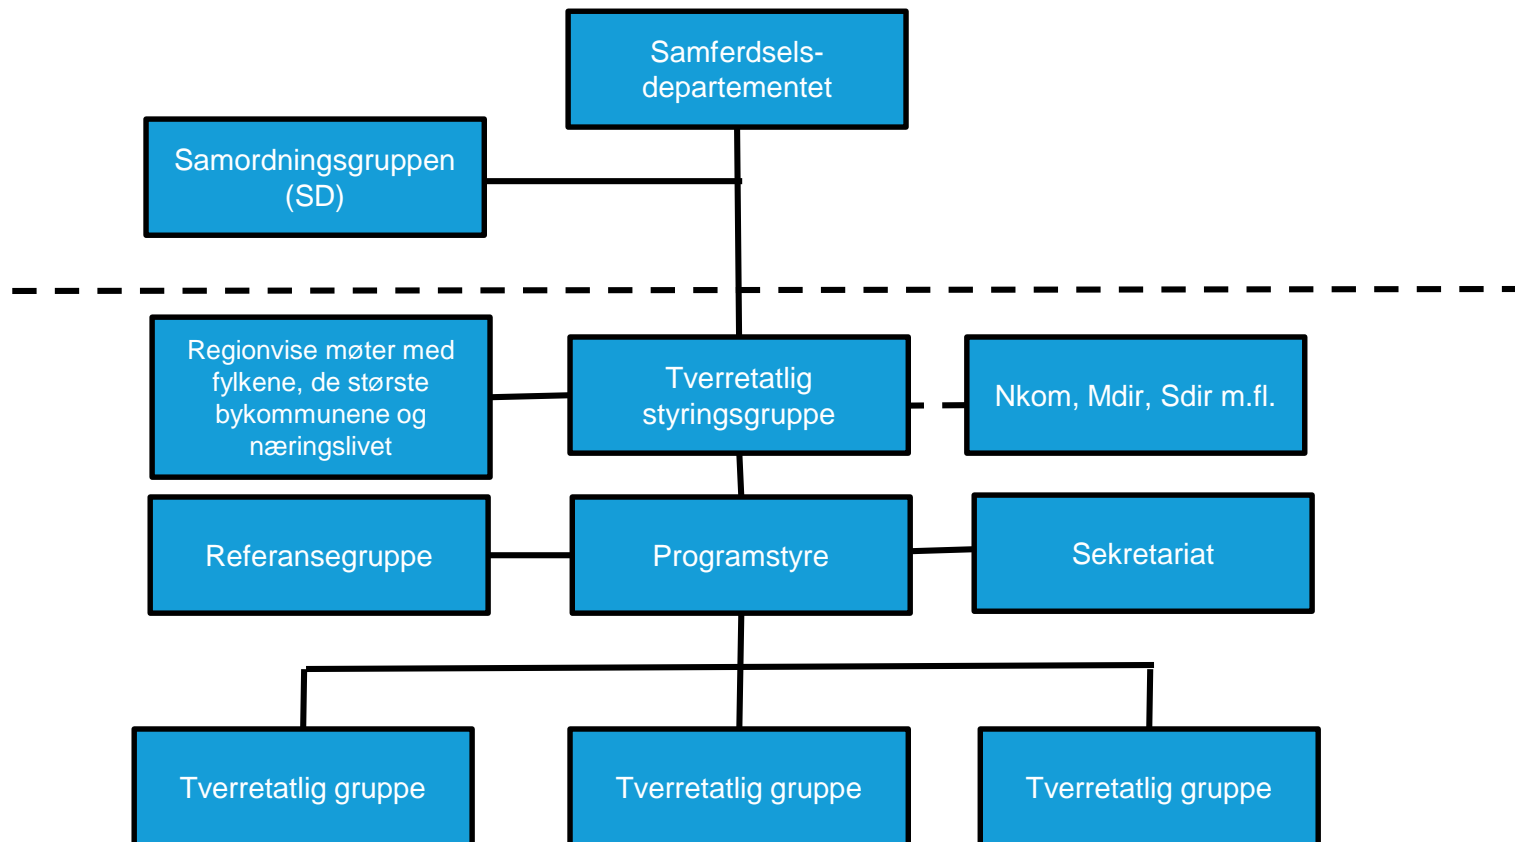 Samferdsels-
departementet
Samordningsgruppen
(SD)
Regionvise møter med
fylkene, de største
bykommunene og
næringslivet
Tverretatlig
styringsgruppe
Nkom, Mdir, Sdir m.fl.
Referansegruppe
Programstyre
Sekretariat
Tverretatlig gruppe
Tverretatlig gruppe
Tverretatlig gruppe